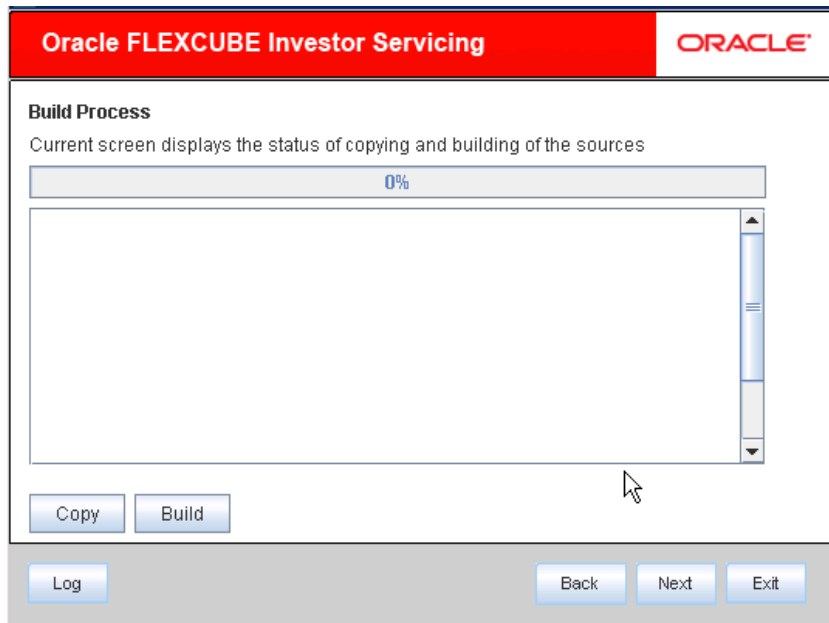 Oracle FLEXCUBE Investor Servicing
ORACLE
Build Process
Current screen displays the status of copying and building of the sources
0%
Copy Build
Log Back Next Exit